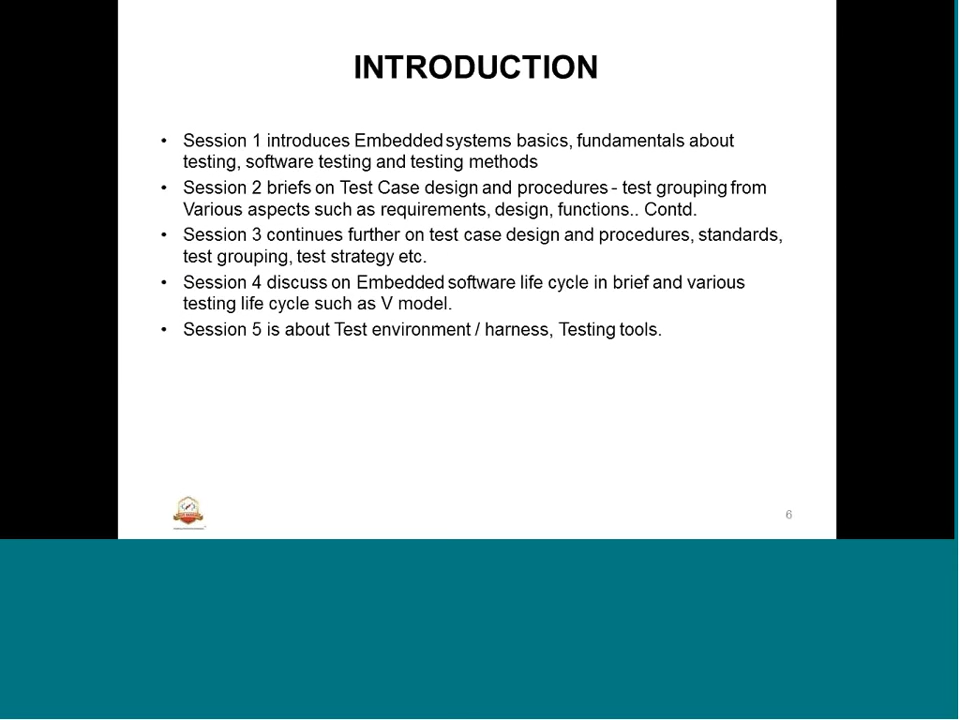 INTRODUCTION
• Session 1 introduces Embedded systems basics, fundamentals about
testing, software testing and testing methods
• Session 2 briefs on Test Case design and procedures - test grouping from
Various aspects such as requirements, design, functions.. Contd.
• Session 3 continues further on test case design and procedures, standards,
test grouping, test strategy etc.
• Session 4 discuss on Embedded software life cycle in brief and various
testing life cycle such as V model.
• Session 5 is about Test environment / harness, Testing tools.
6